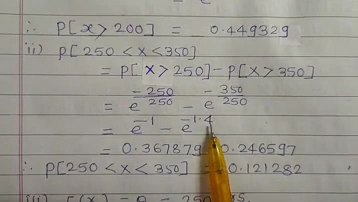 ∴ P[x > 200] = 0.449329
ii) P[250 < x < 350]
= P[x > 250] - P[x > 350]
= e^(-250/250) - e^(-350/250)
= e^-1 - e^-1.4
= 0.367879 0.246597
∴ P[250 < x < 350] = 0.121282